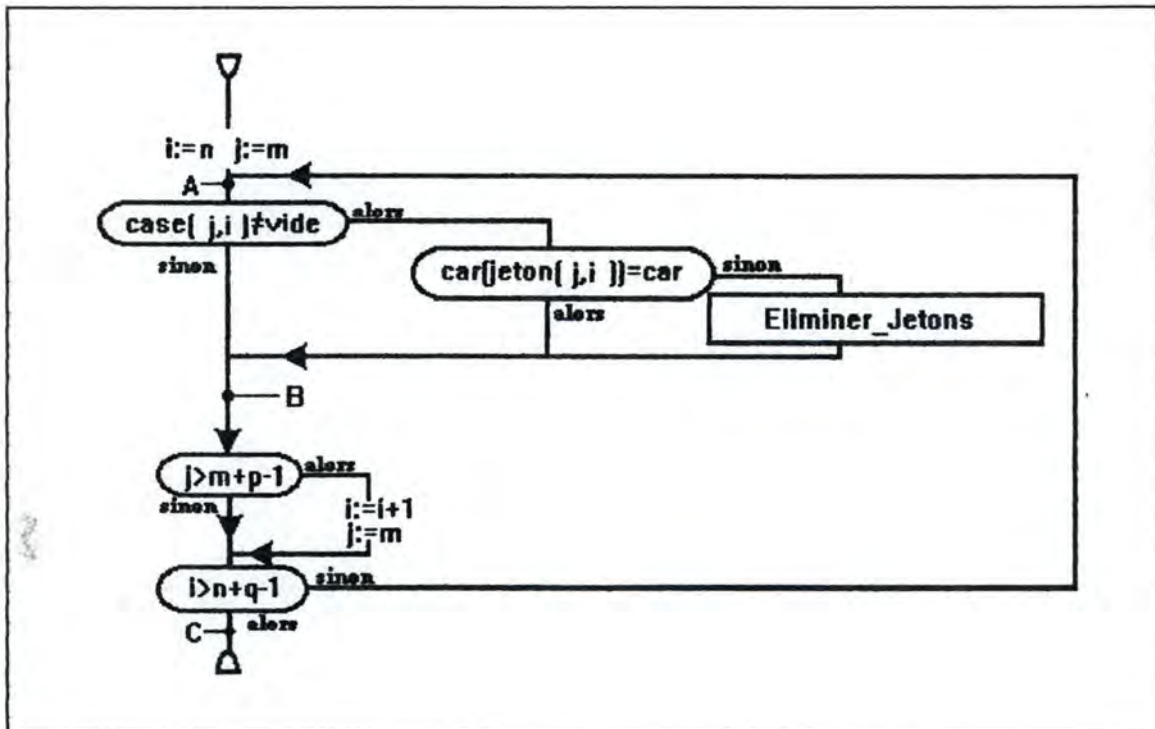 i:=n j:=m
A
case( j,i )≠vide
alors
sinon
car(jeton( j,i ))=car
sinon
alors
Eliminer_Jetons
B
j>m+p-1
alors
sinon
i:=i+1
j:=m
i>n+q-1
sinon
alors
C